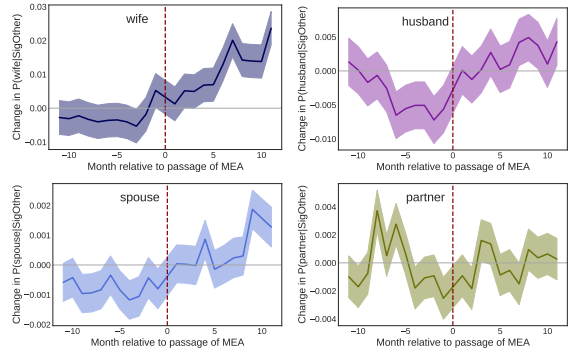 wife
Change in P(wife|SigOther)
0.03
0.02
0.01
0.00
−0.01
−10 −5 0 5 10
Month relative to passage of MEA
husband
Change in P(husband|SigOther)
0.005
0.000
−0.005
−0.010
−10 −5 0 5 10
Month relative to passage of MEA
spouse
Change in P(spouse|SigOther)
0.002
0.001
0.000
−0.001
−0.002
−10 −5 0 5 10
Month relative to passage of MEA
partner
Change in P(partner|SigOther)
0.004
0.002
0.000
−0.002
−0.004
−10 −5 0 5 10
Month relative to passage of MEA